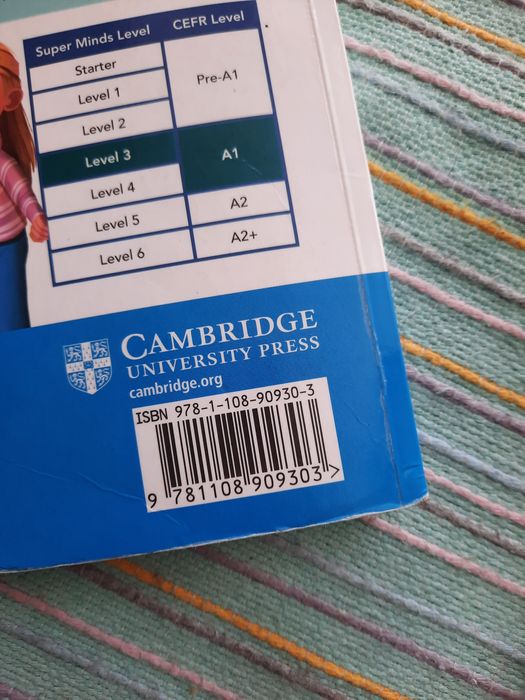 Super Minds Level CEFR Level
Starter
Level 1 Pre-A1
Level 2
Level 3 A1
Level 4
Level 5 A2
Level 6 A2+
CAMBRIDGE
UNIVERSITY PRESS
cambridge.org
ISBN 978-1-108-90930-3
9 781108 909303 >